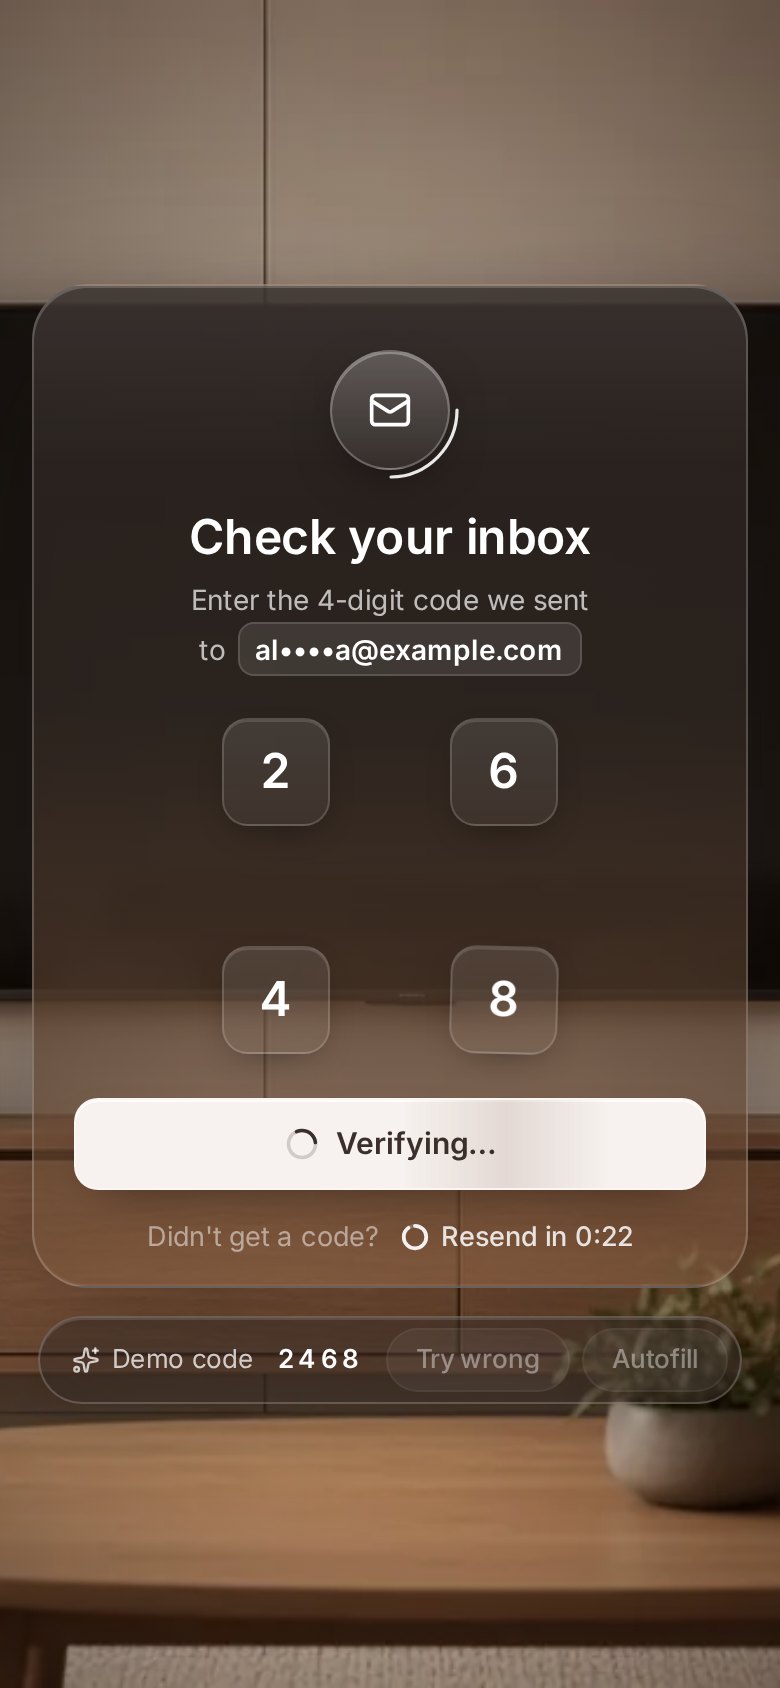 Check your inbox
Enter the 4-digit code we sent
to al••••a@example.com
2 6
4 8
Verifying...
Didn't get a code? Resend in 0:22
Demo code 2468 Try wrong Autofill